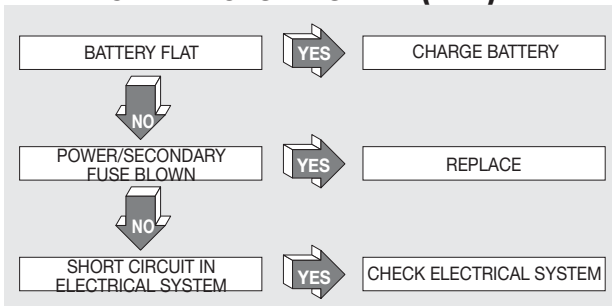 BATTERY FLAT
YES
CHARGE BATTERY
NO
POWER/SECONDARY
FUSE BLOWN
YES
REPLACE
NO
SHORT CIRCUIT IN
ELECTRICAL SYSTEM
YES
CHECK ELECTRICAL SYSTEM